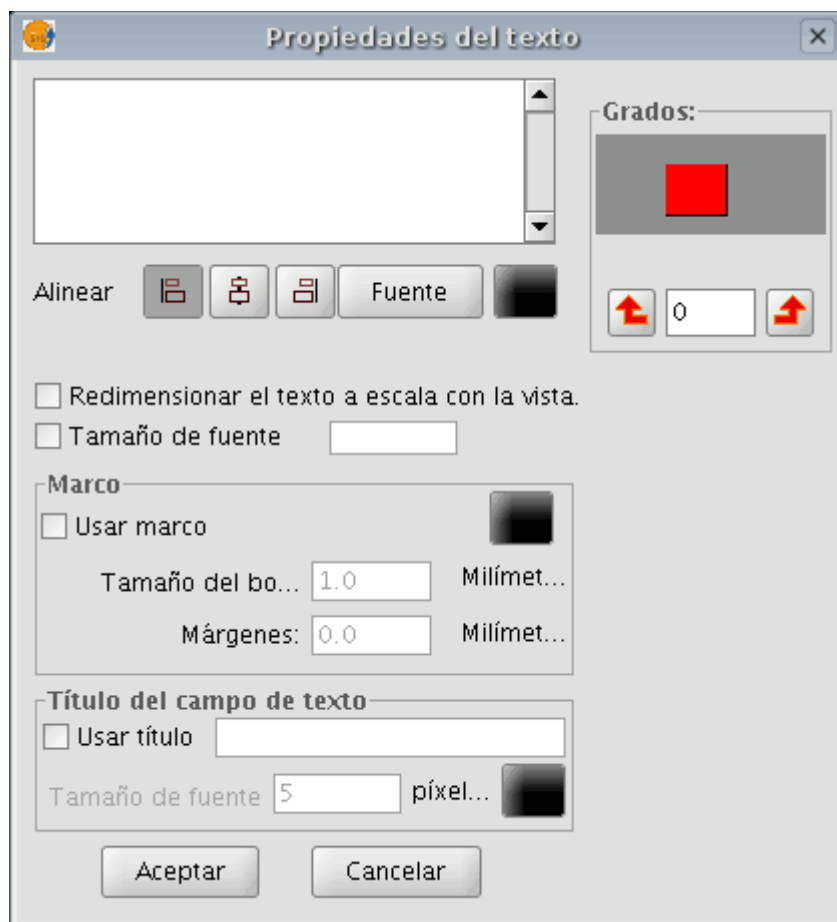 Propiedades del texto
Grados:
Alinear
Fuente
0
Redimensionar el texto a escala con la vista.
Tamaño de fuente
Marco
Usar marco
Tamaño del bo... 1.0 Milímet...
Márgenes: 0.0 Milímet...
Título del campo de texto
Usar título
Tamaño de fuente 5 píxel...
Aceptar Cancelar